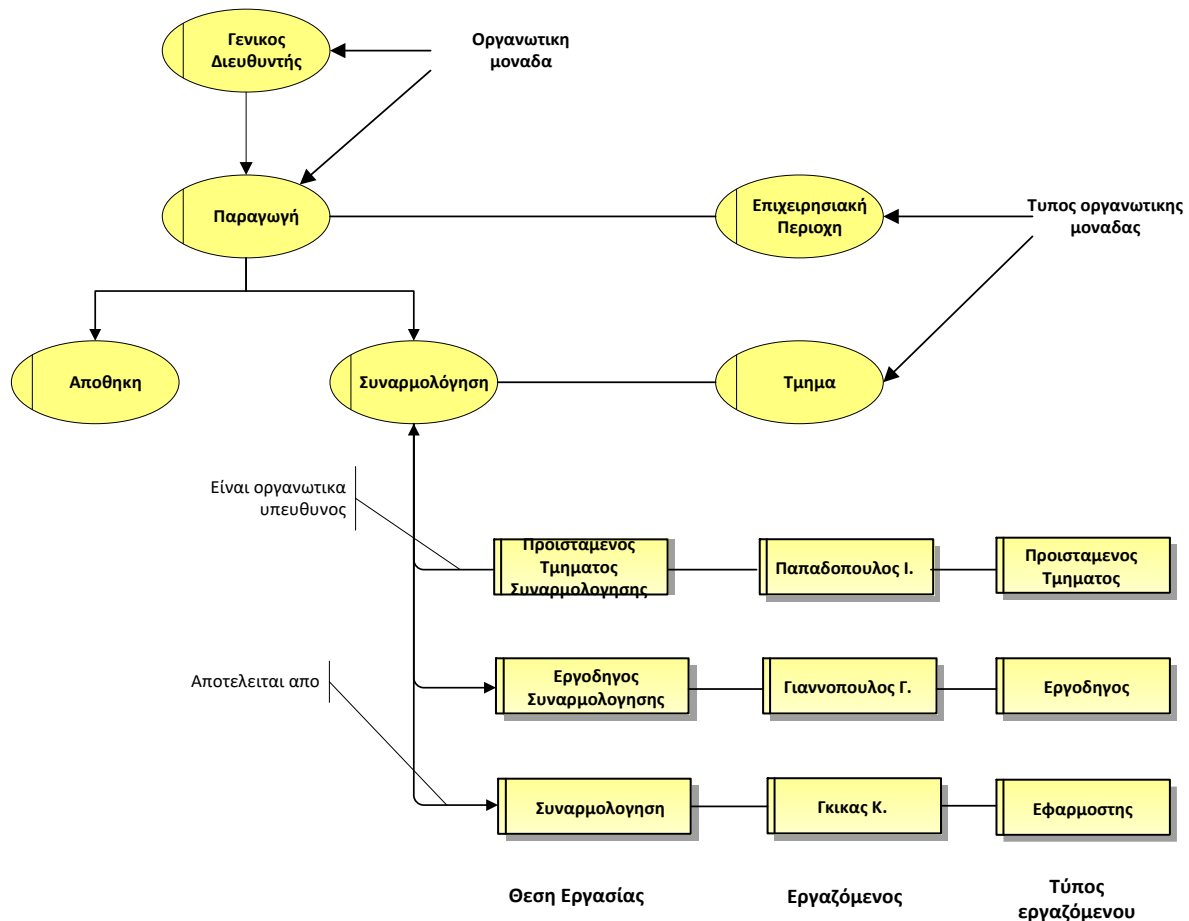 Γενικος
Διευθυντής
Οργανωτικη
μοναδα
Παραγωγή
Επιχειρησιακή
Περιοχη
Τυπος οργανωτικης
μοναδας
Αποθηκη
Συναρμολόγηση
Τμημα
Είναι οργανωτικα
υπευθυνος
Προισταμενος
Τμηματος
Συναρμολογησης
Παπαδοπουλος Ι.
Προισταμενος
Τμηματος
Αποτελειται απο
Εργοδηγος
Συναρμολογησης
Γιαννοπουλος Γ.
Εργοδηγος
Συναρμολογηση
Γκικας Κ.
Εφαρμοστης
Θεση Εργασίας
Εργαζόμενος
Τύπος
εργαζόμενου